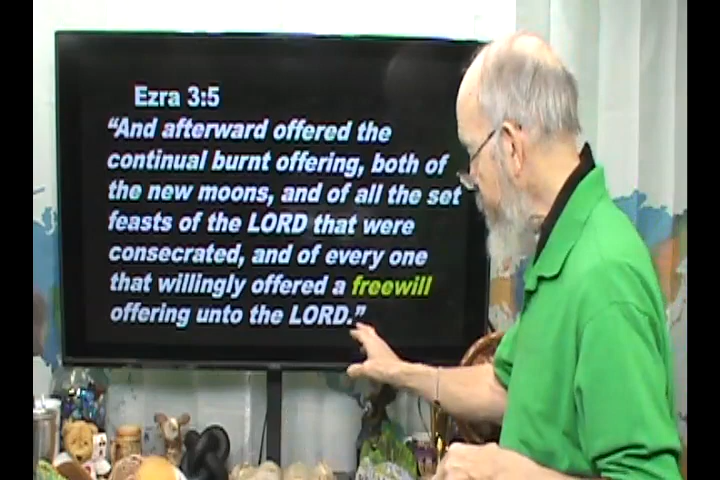 Ezra 3:5
“And afterward offered the
continual burnt offering, both of
the new moons, and of all the set
feasts of the LORD that were
consecrated, and of every one
that willingly offered a freewill
offering unto the LORD.”